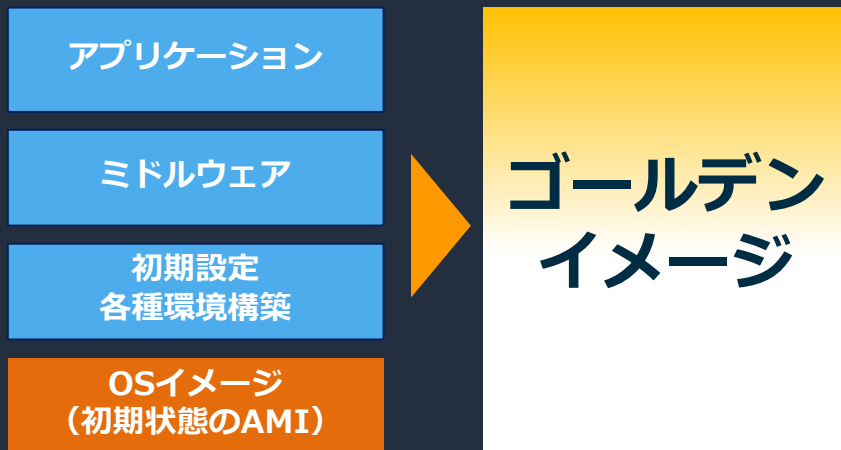 アプリケーション
ミドルウェア
初期設定
各種環境構築
OSイメージ
（初期状態のAMI）
ゴールデン
イメージ